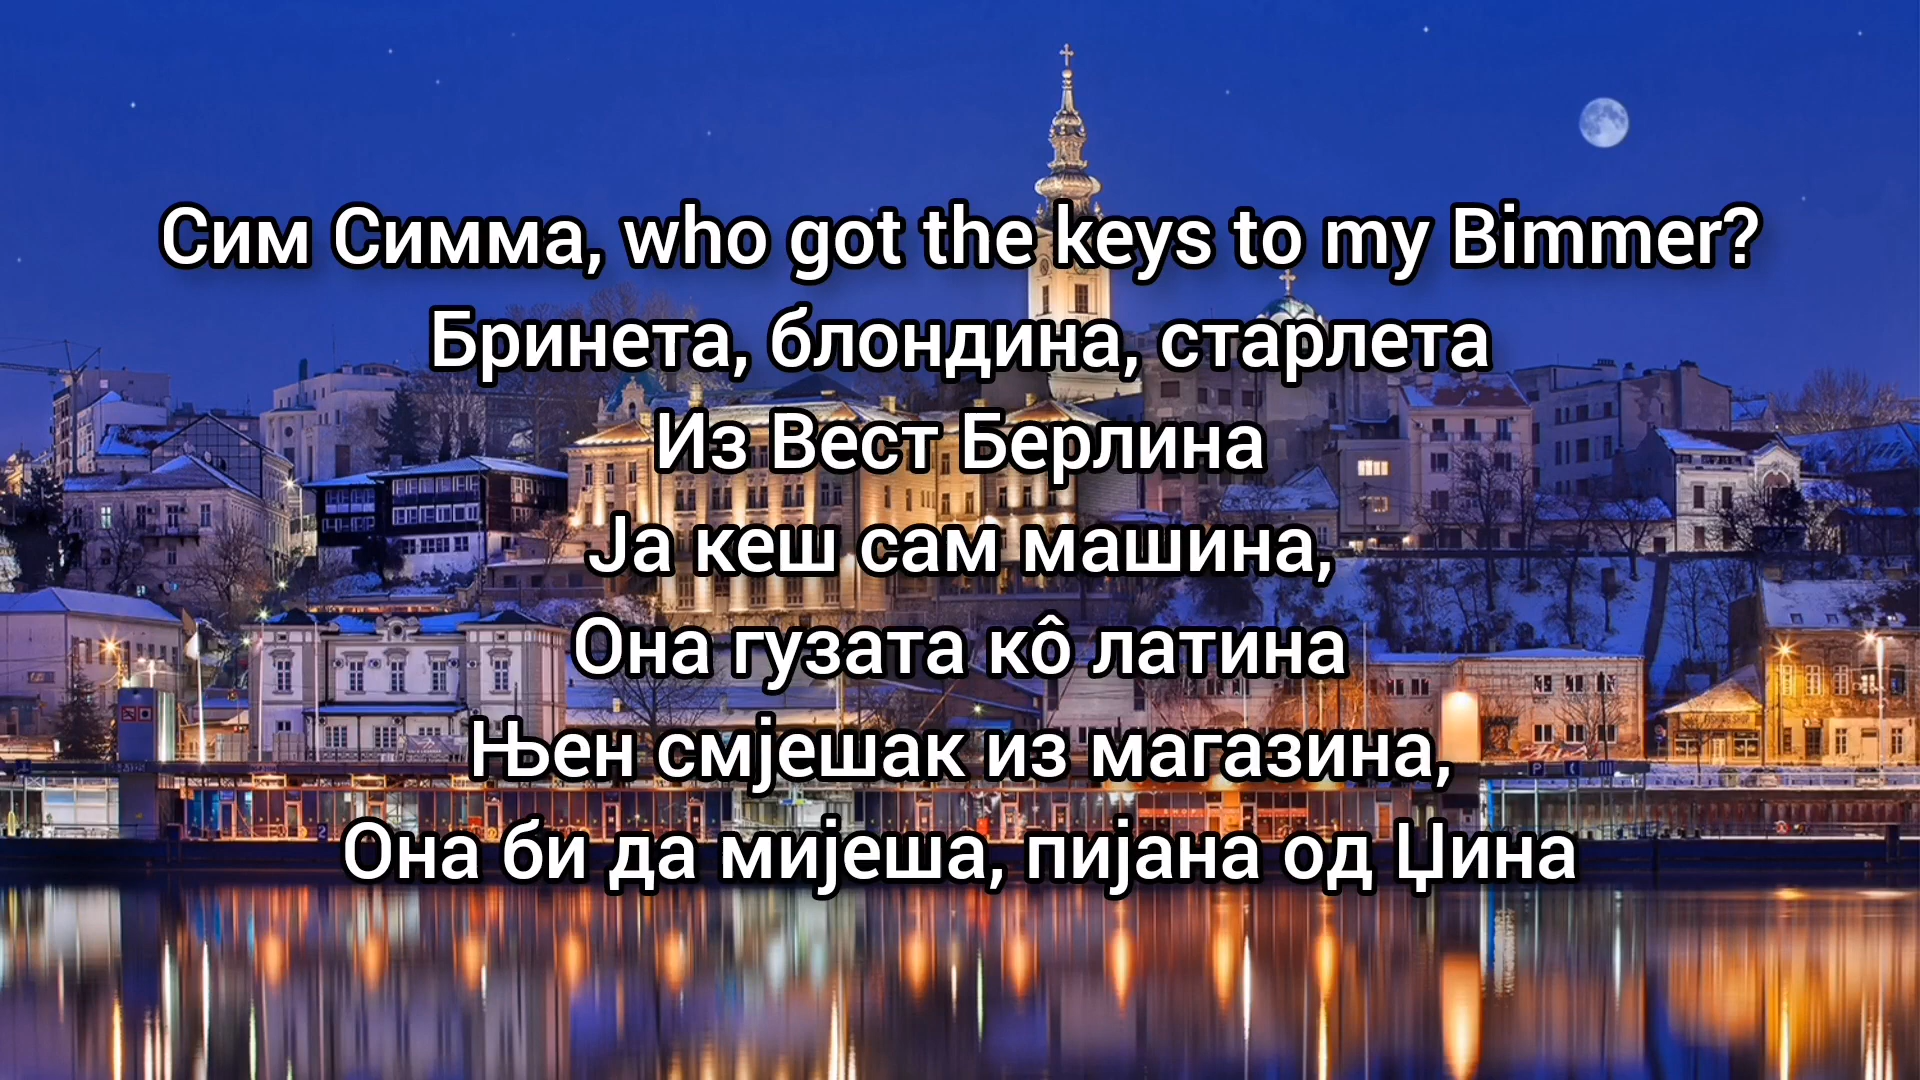 Сим Симма, who got the keys to my Bimmer?
Бринета, блондина, старлета
Из Вест Берлина
Ја кеш сам машина,
Она гузата кô латина
Њен смјешак из магазина,
Она би да мијеша, пијана од Џина